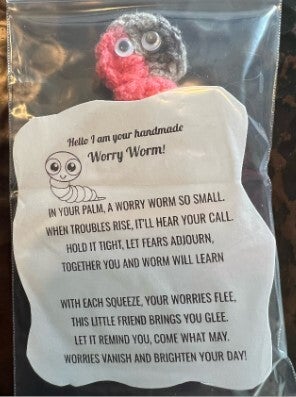 Hello I am your handmade
Worry Worm!
IN YOUR PALM, A WORRY WORM SO SMALL.
WHEN TROUBLES RISE, IT'LL HEAR YOUR CALL.
HOLD IT TIGHT, LET FEARS ADJOURN,
TOGETHER YOU AND WORM WILL LEARN
WITH EACH SQUEEZE, YOUR WORRIES FLEE,
THIS LITTLE FRIEND BRINGS YOU GLEE.
LET IT REMIND YOU, COME WHAT MAY.
WORRIES VANISH AND BRIGHTEN YOUR DAY!